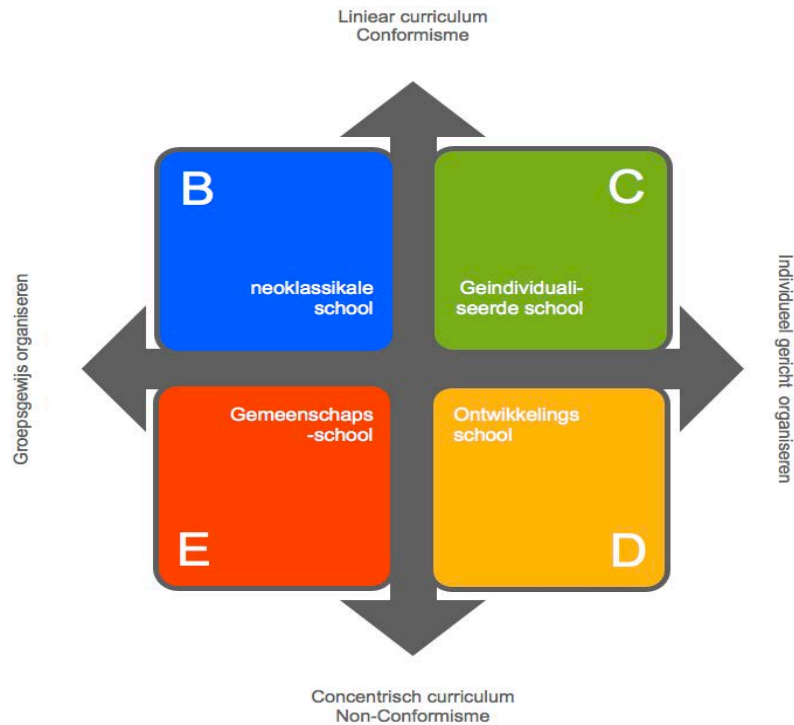 Liniear curriculum
Conformisme
B
C
neoklassikale
school
Geindividuali-
seerde school
Groepsgewijs organiseren
Individueel gericht organiseren
Gemeenschaps
-school
Ontwikkelings
school
E
D
Concentrisch curriculum
Non-Conformisme